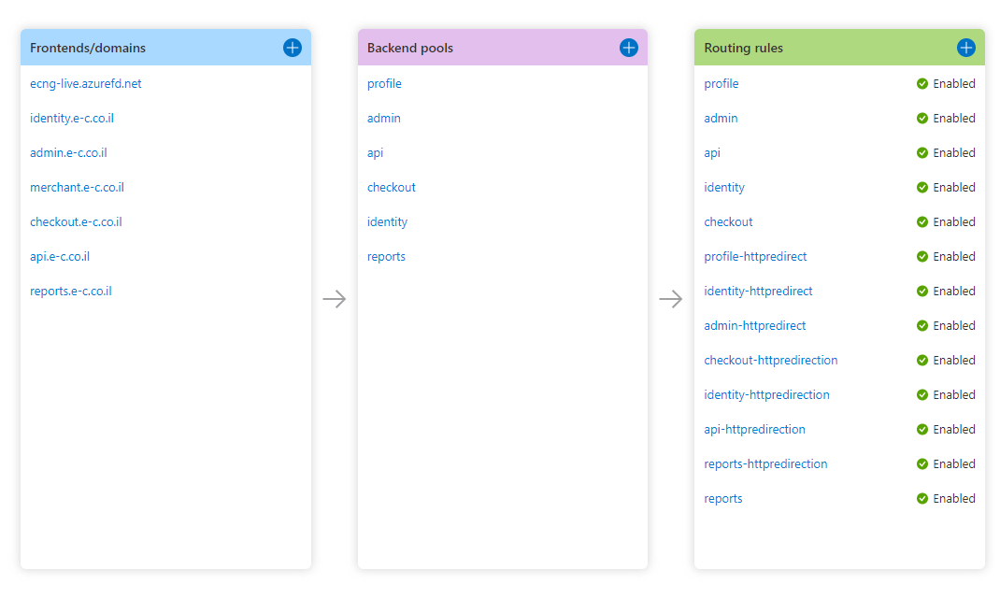 Frontends/domains
ecng-live.azurefd.net
identity.e-c.co.il
admin.e-c.co.il
merchant.e-c.co.il
checkout.e-c.co.il
api.e-c.co.il
reports.e-c.co.il
Backend pools
profile
admin
api
checkout
identity
reports
Routing rules
profile Enabled
admin Enabled
api Enabled
identity Enabled
checkout Enabled
profile-httpredirect Enabled
identity-httpredirect Enabled
admin-httpredirect Enabled
checkout-httpredirection Enabled
identity-httpredirection Enabled
api-httpredirection Enabled
reports-httpredirection Enabled
reports Enabled